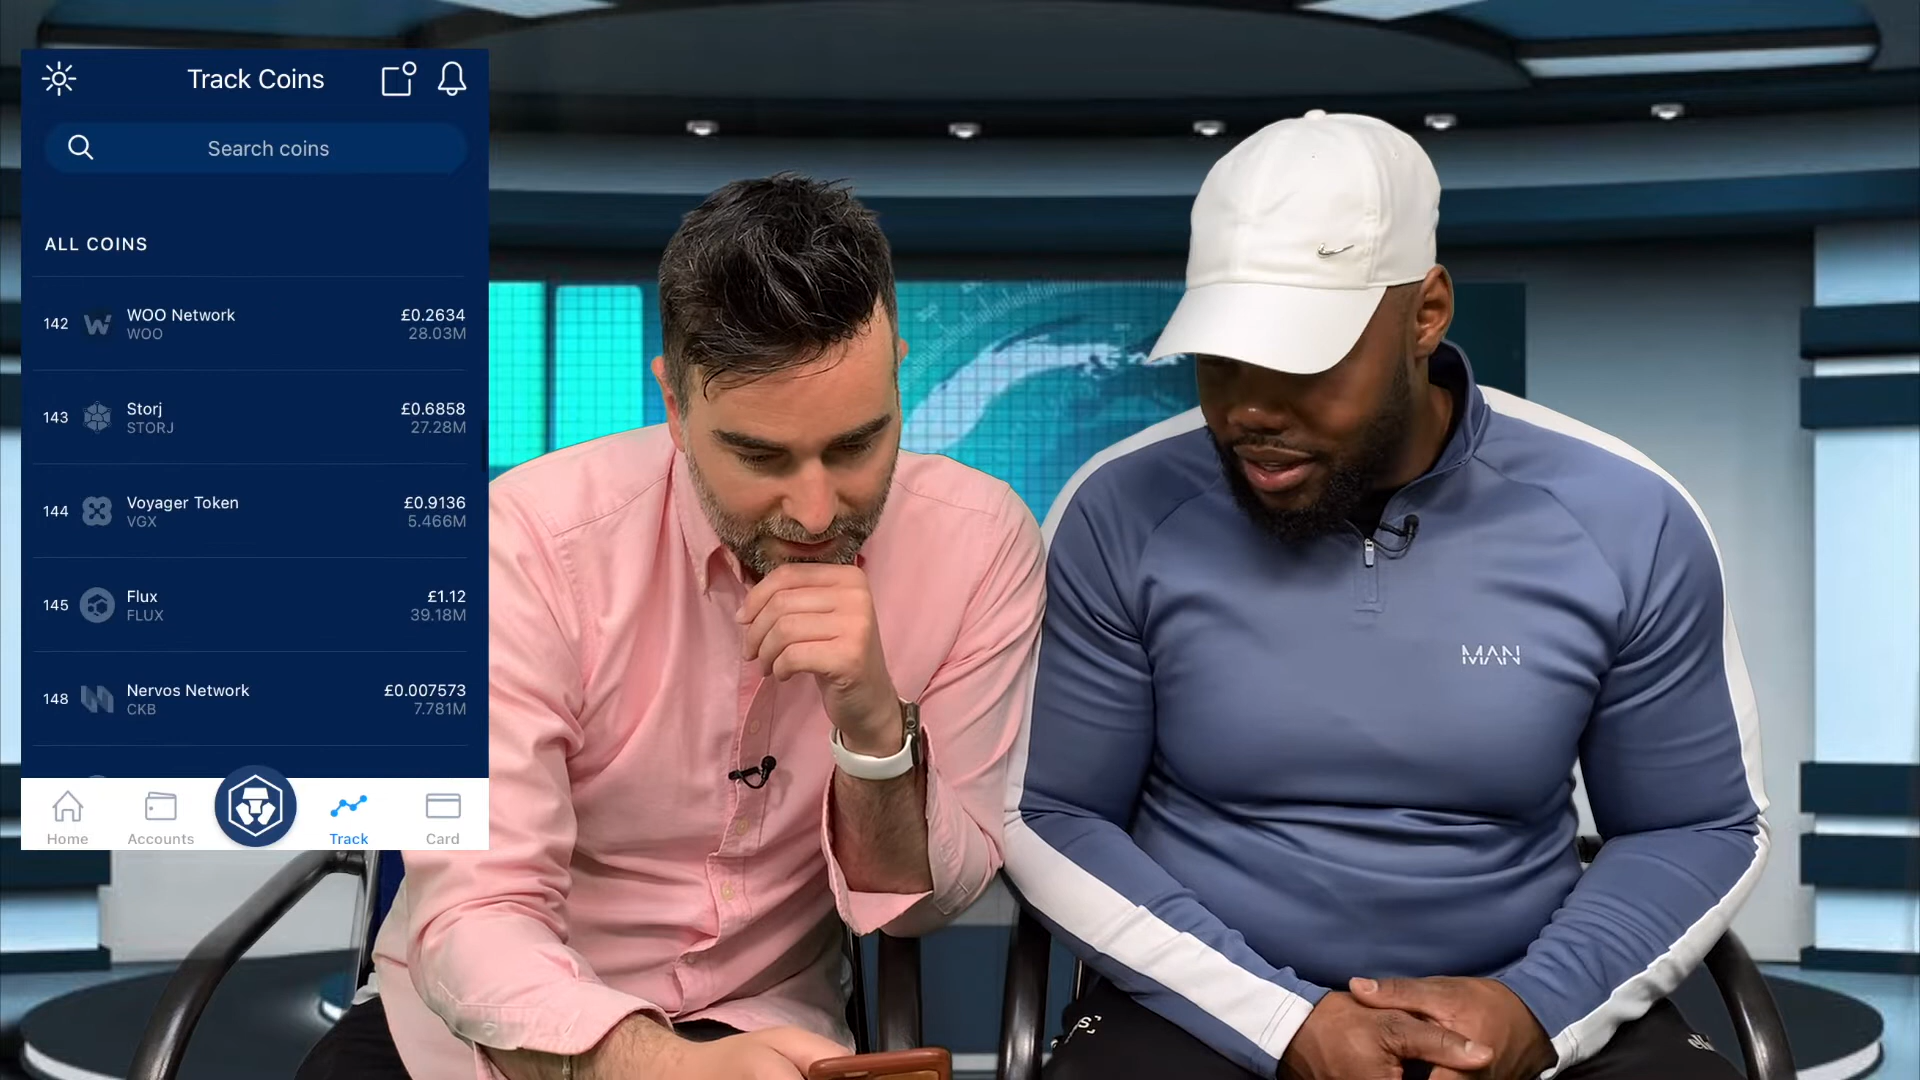 Track Coins
Search coins
ALL COINS
142 WOO Network £0.2634
WOO 28.03M
143 Storj £0.6858
STORJ 27.28M
144 Voyager Token £0.9136
VGX 5.466M
145 Flux £1.12
FLUX 39.18M
148 Nervos Network £0.007573
CKB 7.781M
Home Accounts Track Card
MAN